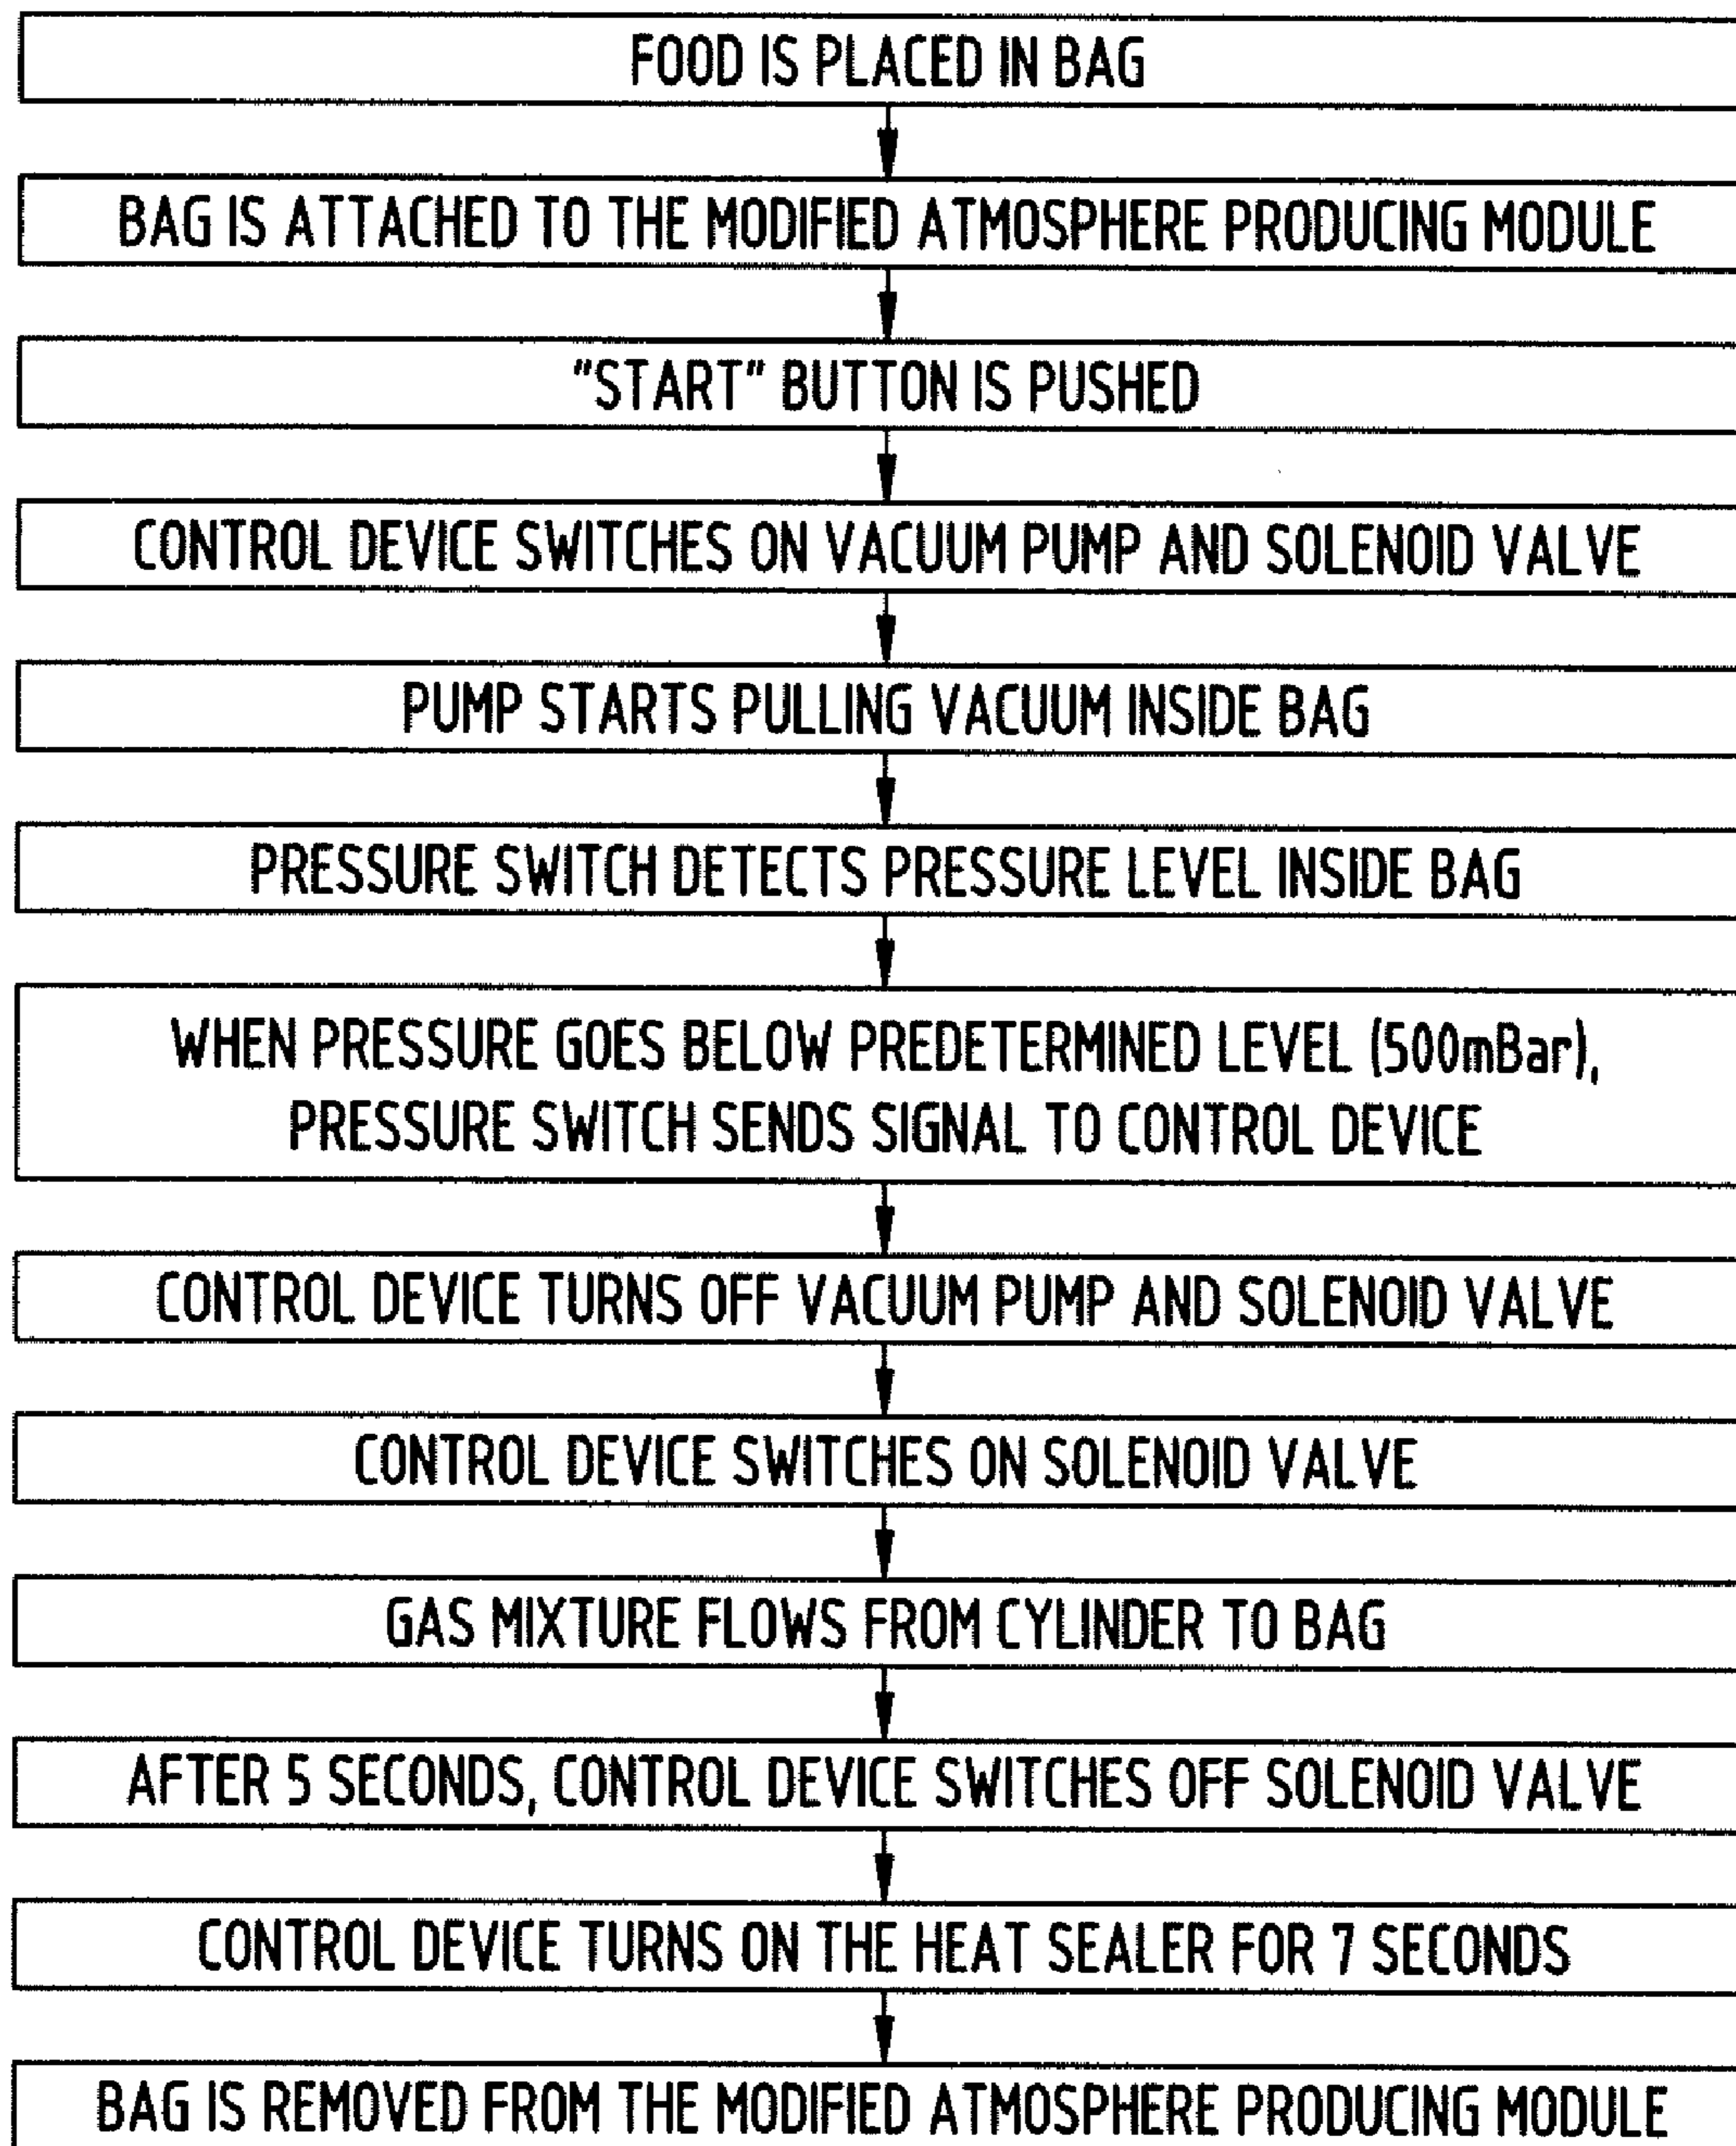 FOOD IS PLACED IN BAG
BAG IS ATTACHED TO THE MODIFIED ATMOSPHERE PRODUCING MODULE
"START" BUTTON IS PUSHED
CONTROL DEVICE SWITCHES ON VACUUM PUMP AND SOLENOID VALVE
PUMP STARTS PULLING VACUUM INSIDE BAG
PRESSURE SWITCH DETECTS PRESSURE LEVEL INSIDE BAG
WHEN PRESSURE GOES BELOW PREDETERMINED LEVEL (500mBar),
PRESSURE SWITCH SENDS SIGNAL TO CONTROL DEVICE
CONTROL DEVICE TURNS OFF VACUUM PUMP AND SOLENOID VALVE
CONTROL DEVICE SWITCHES ON SOLENOID VALVE
GAS MIXTURE FLOWS FROM CYLINDER TO BAG
AFTER 5 SECONDS, CONTROL DEVICE SWITCHES OFF SOLENOID VALVE
CONTROL DEVICE TURNS ON THE HEAT SEALER FOR 7 SECONDS
BAG IS REMOVED FROM THE MODIFIED ATMOSPHERE PRODUCING MODULE